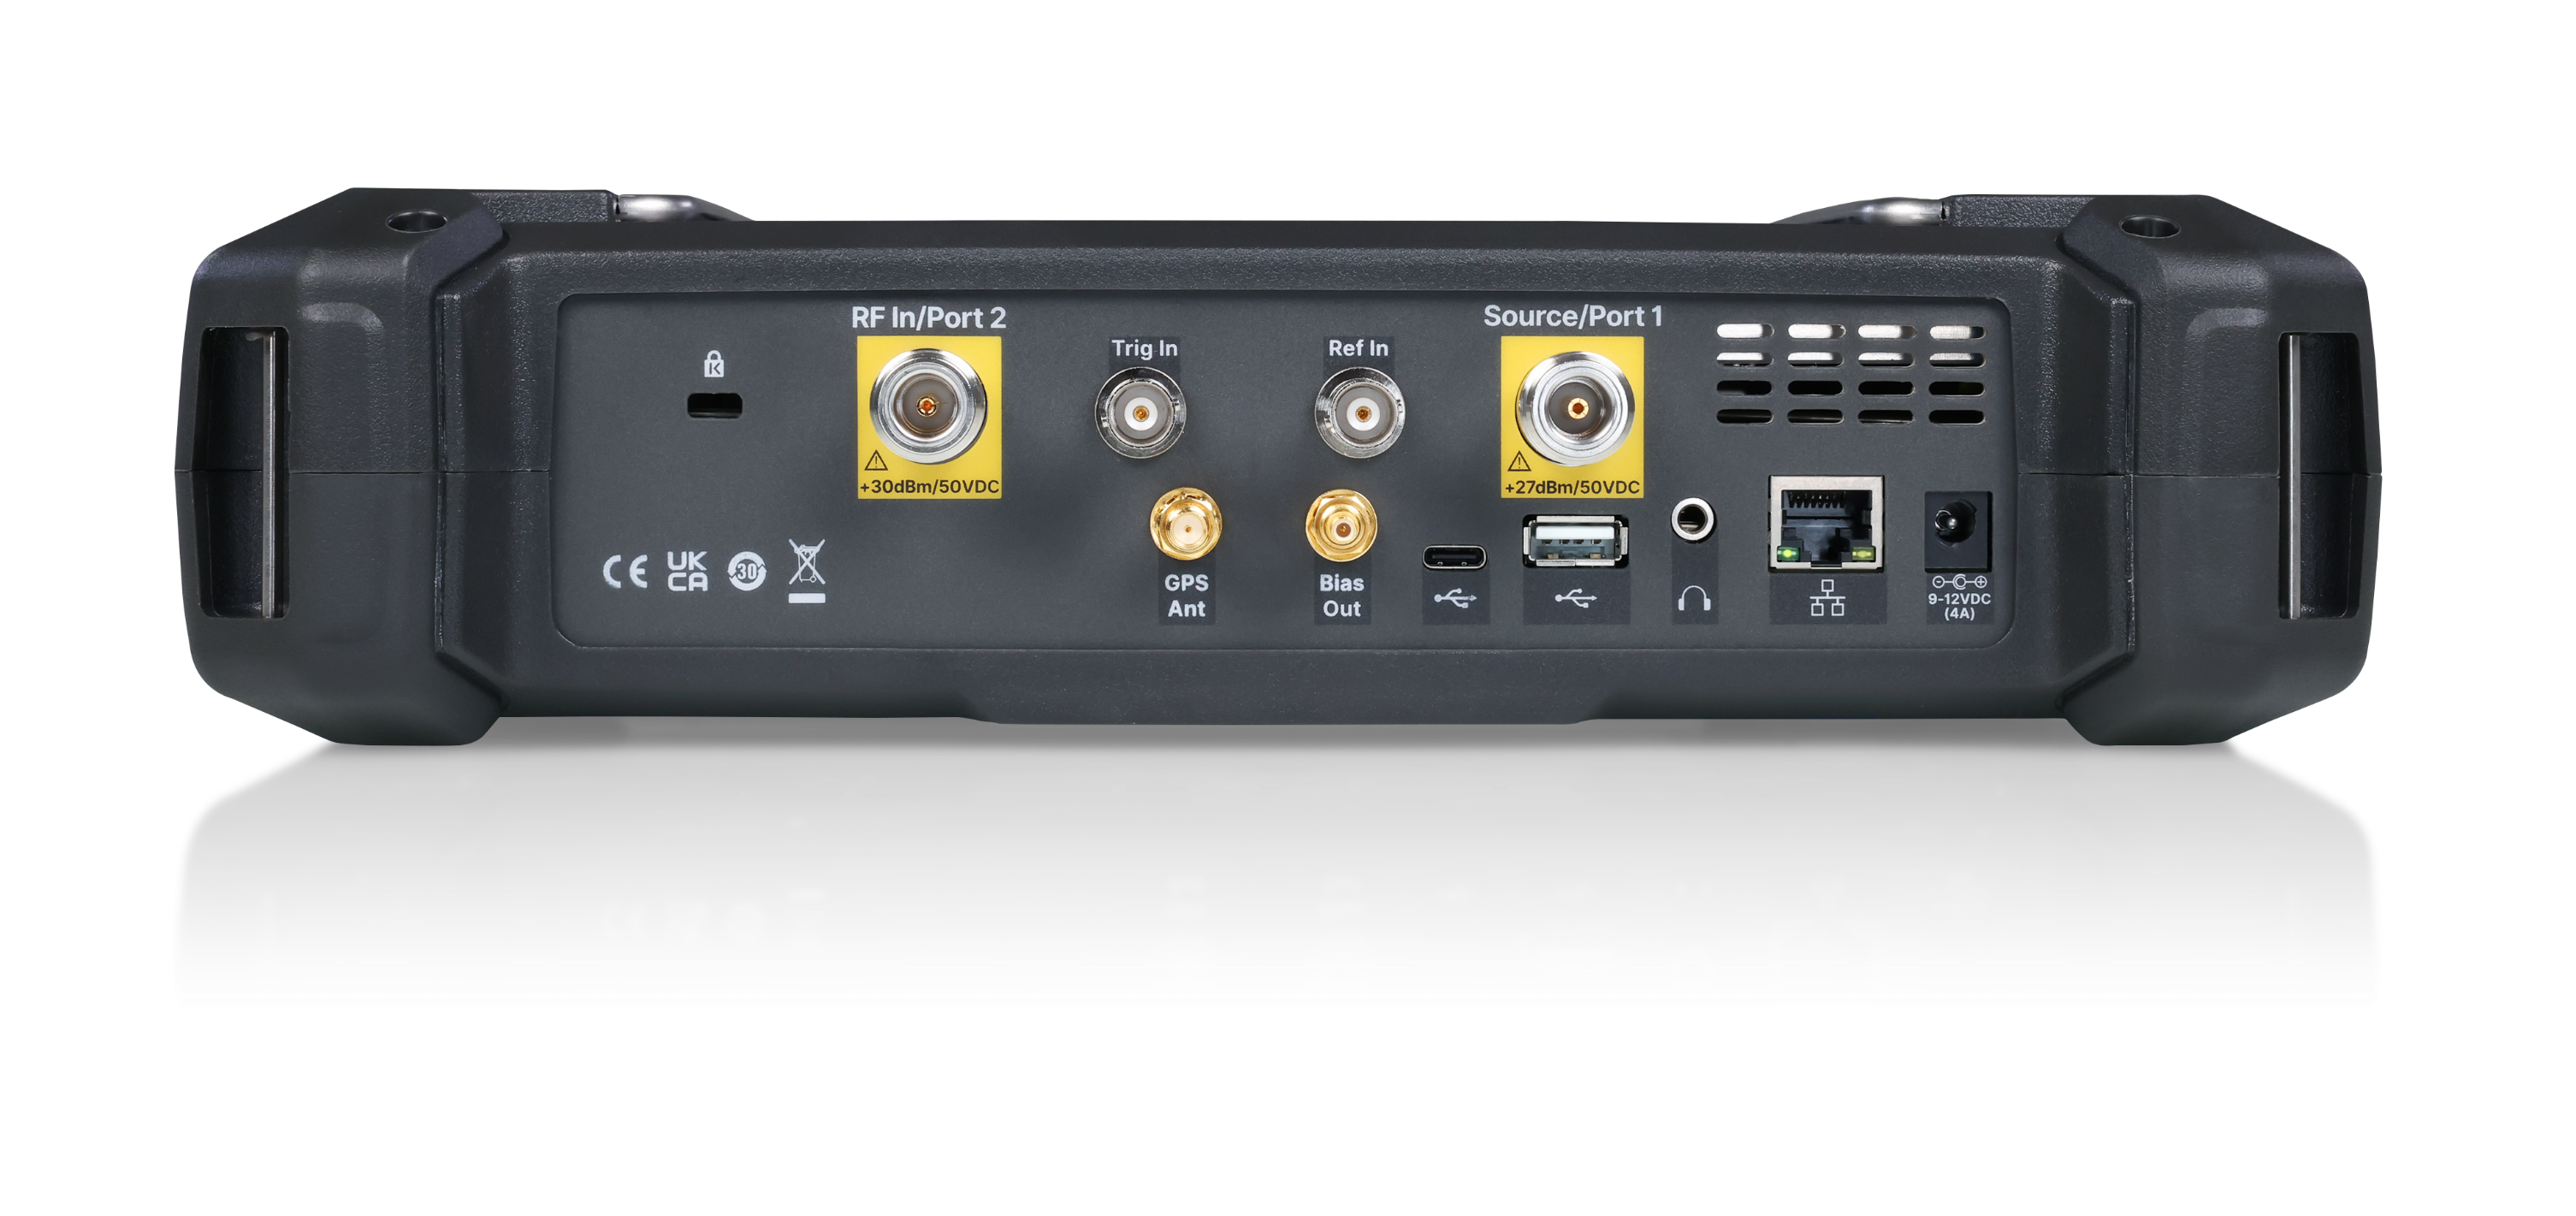 RF In/Port 2
Source/Port 1
Trig In
Ref In
K
+30dBm/50VDC
+27dBm/50VDC
CE
UK
CA
30
GPS
Ant
Bias
Out
9-12VDC
(4A)